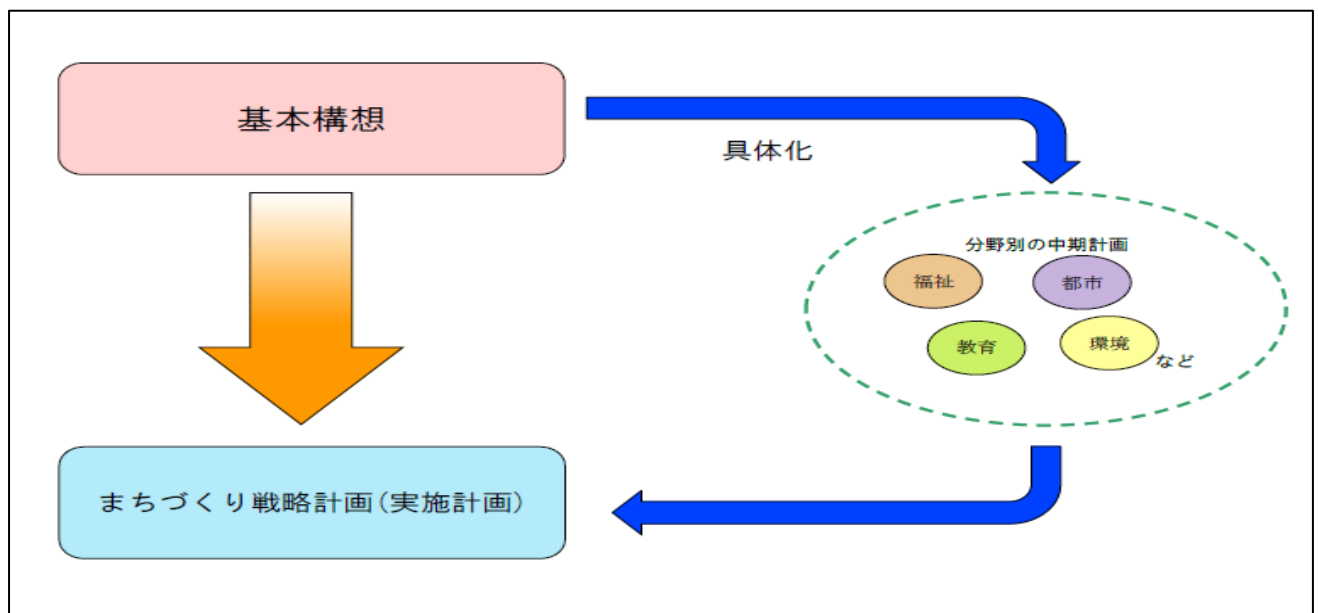 基本構想
具体化
分野別の中期計画
福祉
都市
教育
環境
など
まちづくり戦略計画(実施計画)